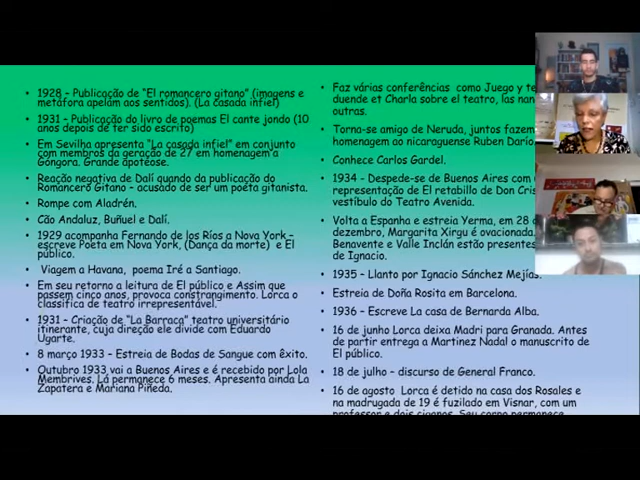 • 1928 – Publicação de "El romancero gitano" (imagens e
metáfora apelam aos sentidos). (La casada infiel)
• 1931 – Publicação do livro de poemas El cante jondo (10
anos depois de ter sido escrito)
• Em Sevilha apresenta "La casada infiel" em conjunto
com membros da geração de 27 em homenagem a
Góngora. Grande apoteose.
• Reação negativa de Dalí quando da publicação do
Romancero Gitano – acusado de ser um poeta gitanista.
• Rompe com Aladrén.
• Cão Andaluz, Buñuel e Dalí.
• 1929 acompanha Fernando de los Ríos a Nova York –
escreve Poeta em Nova York, (Dança da morte) e El
público.
• Viagem a Havana, poema Iré a Santiago.
• Em seu retorno a leitura de El público e Assim que
passem cinco anos, provoca constrangimento. Lorca o
classifica de teatro irrepresentável.
• 1931 – Criação de "La Barraca" teatro universitário
itinerante, cuja direção ele divide com Eduardo
Ugarte.
• 8 março 1933 – Estreia de Bodas de Sangue com êxito.
• Outubro 1933 vai a Buenos Aires e é recebido por Lola
Membrives. Lá permanece 6 meses. Apresenta ainda La
Zapatera e Mariana Pineda.
• Faz várias conferências como Juego y te
duende et Charla sobre el teatro, las nan
outras.
• Torna-se amigo de Neruda, juntos fazem
homenagem ao nicaraguense Ruben Dario
• Conhece Carlos Gardel.
• 1934 - Despede-se de Buenos Aires com
representação de El retabillo de Don Cris
vestíbulo do Teatro Avenida.
• Volta a Espanha e estreia Yerma, em 28 d
dezembro, Margarita Xirgu é ovacionada.
Benavente e Valle Inclán estão presentes
de Ignacio.
• 1935 – Llanto por Ignacio Sánchez Mejías.
• Estreia de Doña Rosita em Barcelona.
• 1936 – Escreve La casa de Bernarda Alba.
• 16 de junho Lorca deixa Madri para Granada. Antes
de partir entrega a Martinez Nadal o manuscrito de
El público.
• 18 de julho – discurso de General Franco.
• 16 de agosto Lorca é detido na casa dos Rosales e
na madrugada de 19 é fuzilado em Visnar, com um
professor e dois ciganos. Seu corpo permanece